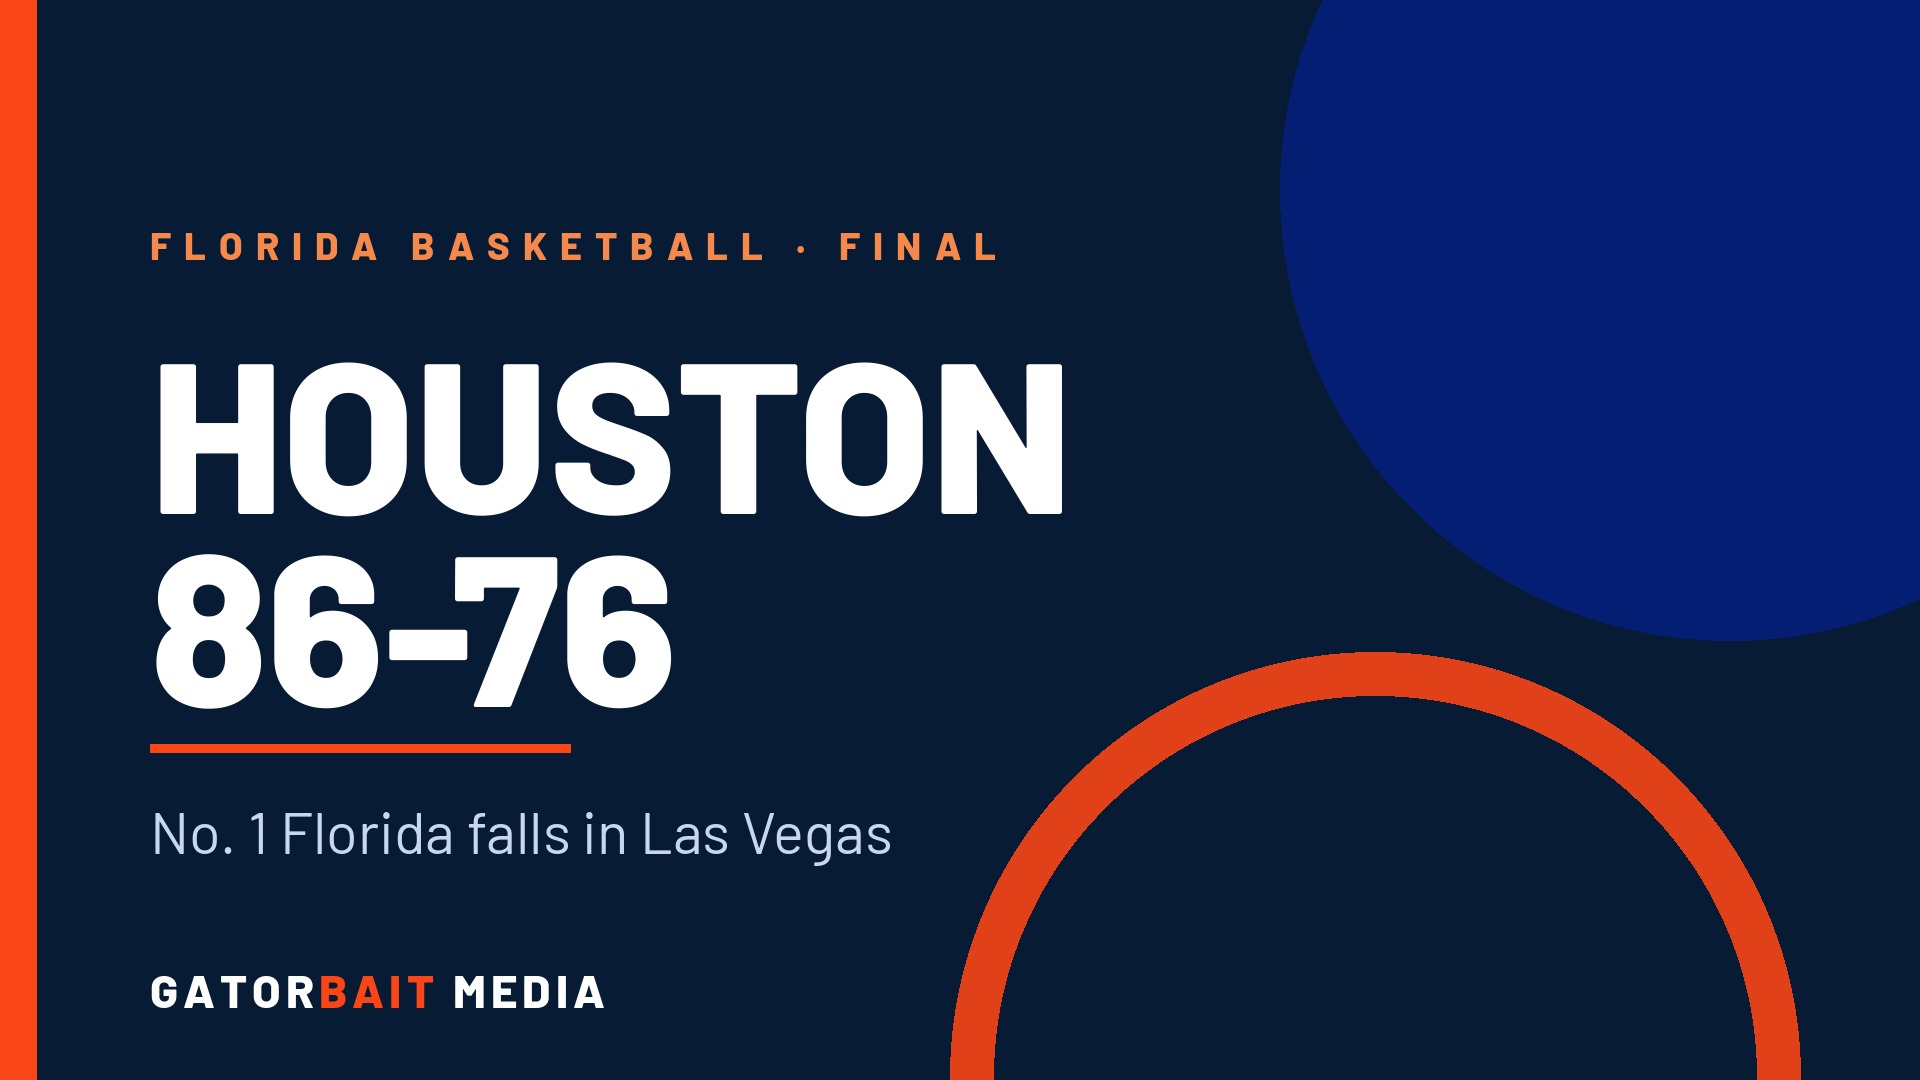 FLORIDA BASKETBALL · FINAL
HOUSTON
86–76
No. 1 Florida falls in Las Vegas
GATORBAIT MEDIA